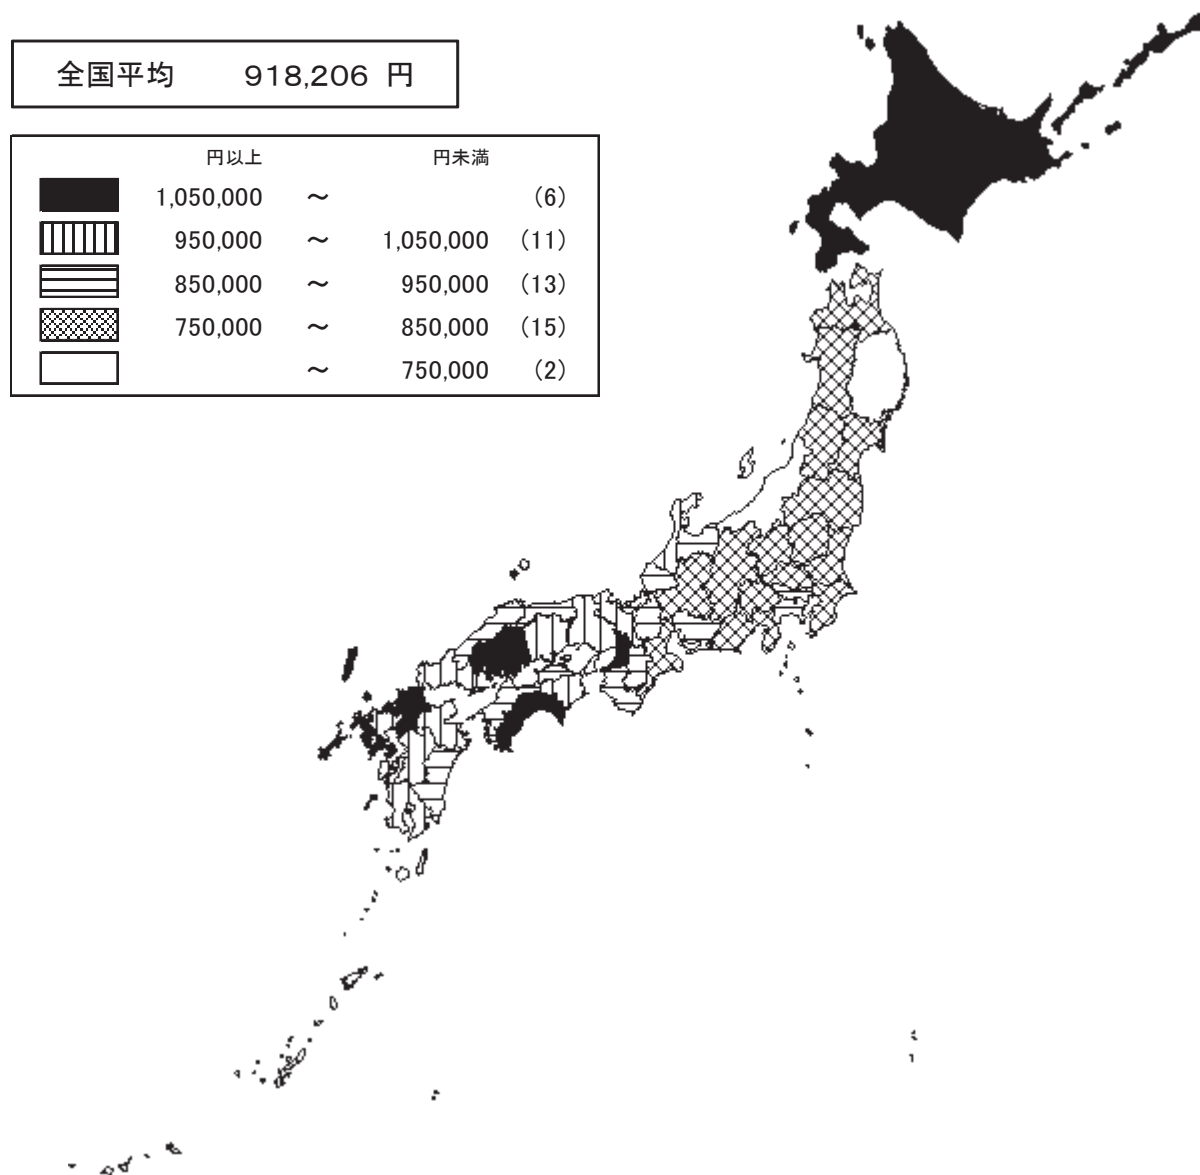 全国平均 918,206 円
円以上 円未満
1,050,000 ～ (6)
950,000 ～ 1,050,000 (11)
850,000 ～ 950,000 (13)
750,000 ～ 850,000 (15)
～ 750,000 (2)